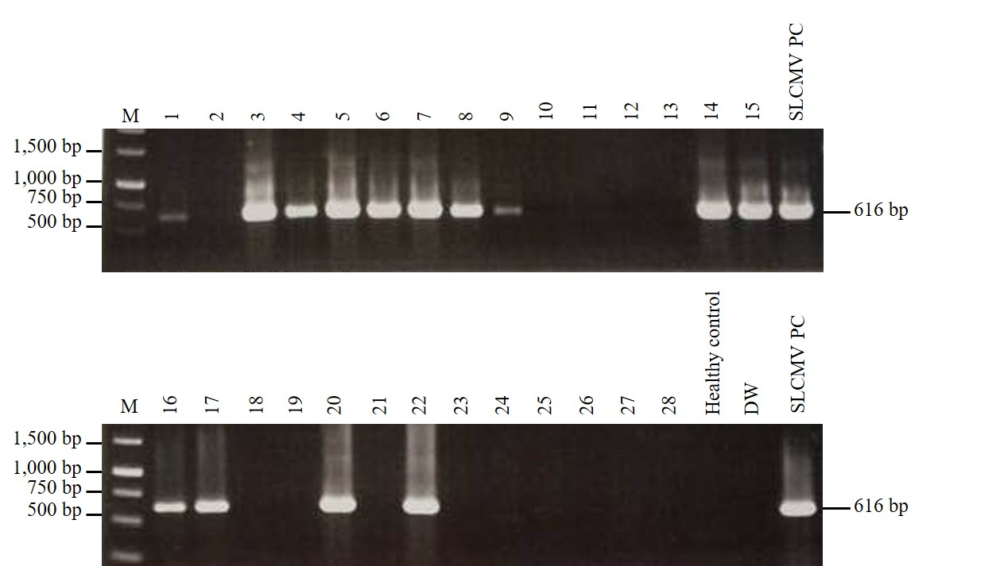 M 1 2 3 4 5 6 7 8 9 10 11 12 13 14 15 SLCMV PC
1,500 bp
1,000 bp
750 bp
500 bp
616 bp
M 16 17 18 19 20 21 22 23 24 25 26 27 28 Healthy control DW SLCMV PC
1,500 bp
1,000 bp
750 bp
500 bp
616 bp